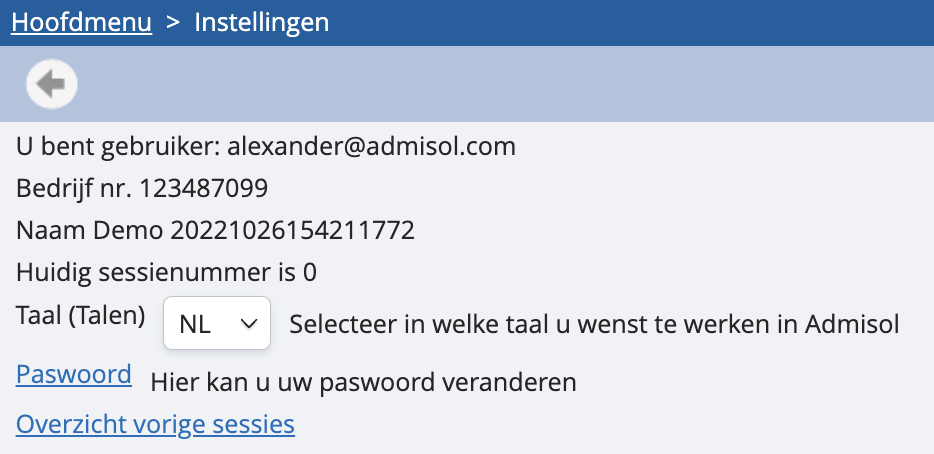 Hoofdmenu > Instellingen
U bent gebruiker: alexander@admisol.com
Bedrijf nr. 123487099
Naam Demo 20221026154211772
Huidig sessienummer is 0
Taal (Talen) NL Selecteer in welke taal u wenst te werken in Admisol
Paswoord Hier kan u uw paswoord veranderen
Overzicht vorige sessies